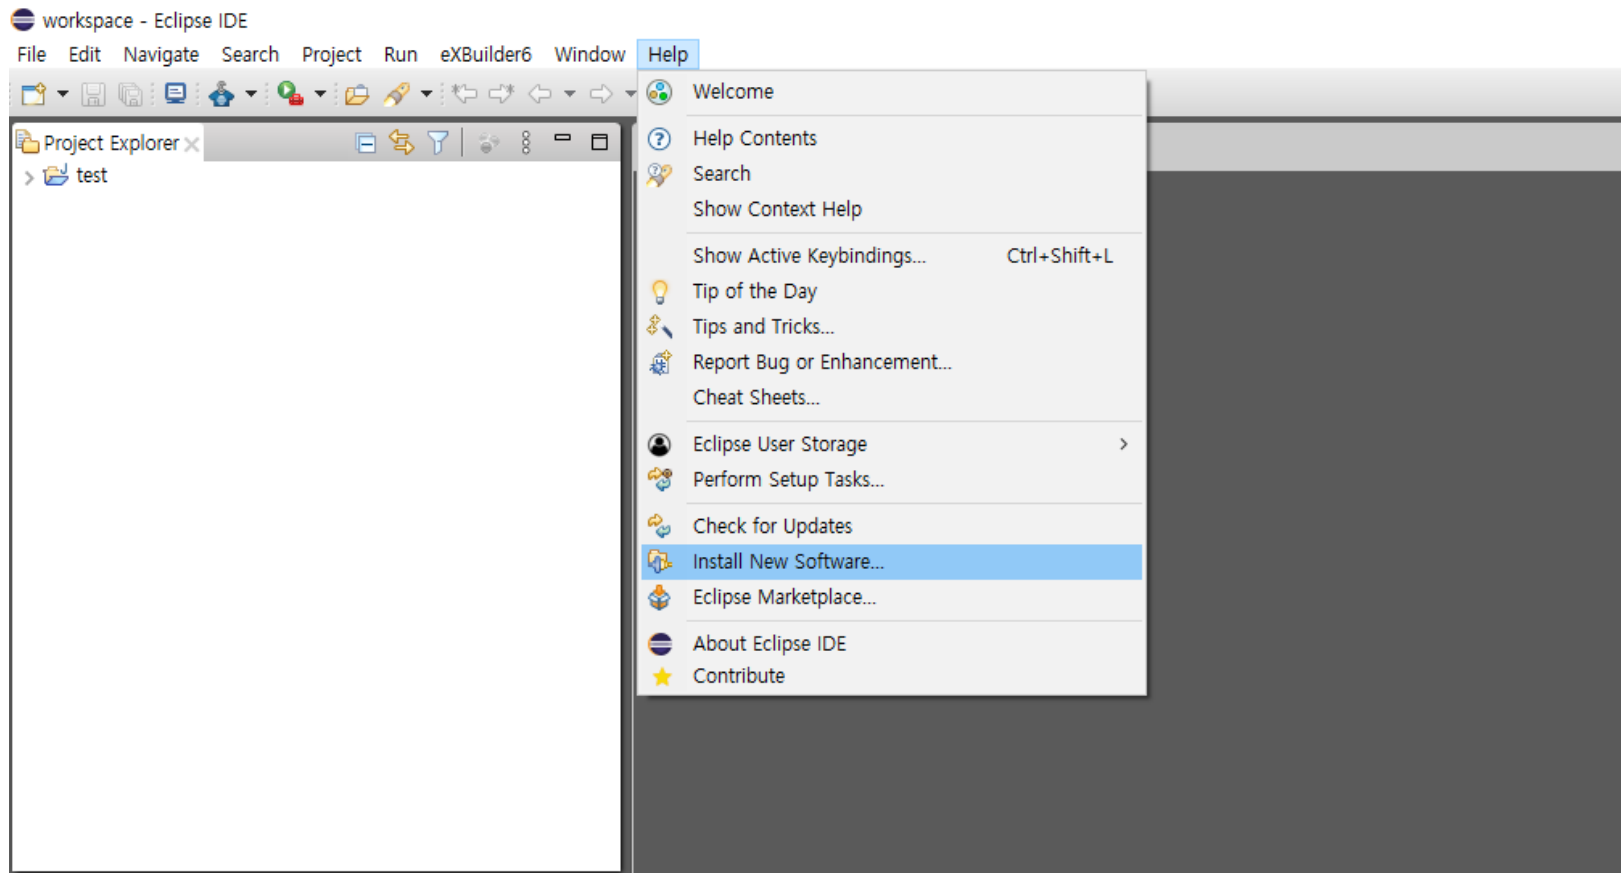 workspace - Eclipse IDE
File Edit Navigate Search Project Run eXBuilder6 Window Help
Project Explorer
test
Welcome
Help Contents
Search
Show Context Help
Show Active Keybindings... Ctrl+Shift+L
Tip of the Day
Tips and Tricks...
Report Bug or Enhancement...
Cheat Sheets...
Eclipse User Storage
Perform Setup Tasks...
Check for Updates
Install New Software...
Eclipse Marketplace...
About Eclipse IDE
Contribute